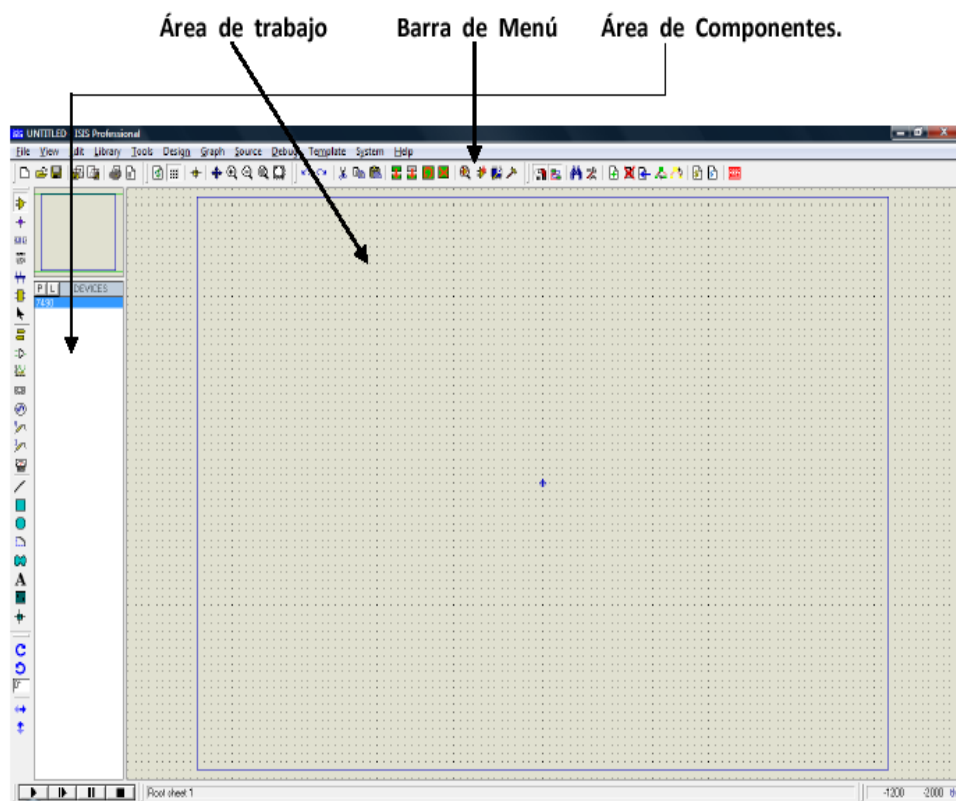 Área de trabajo Barra de Menú Área de Componentes.
UNTITLED - ISIS Professional
File View Edit Library Tools Design Graph Source Debug Template System Help
P L DEVICES
7490
A
Root sheet 1
-1200 -2000